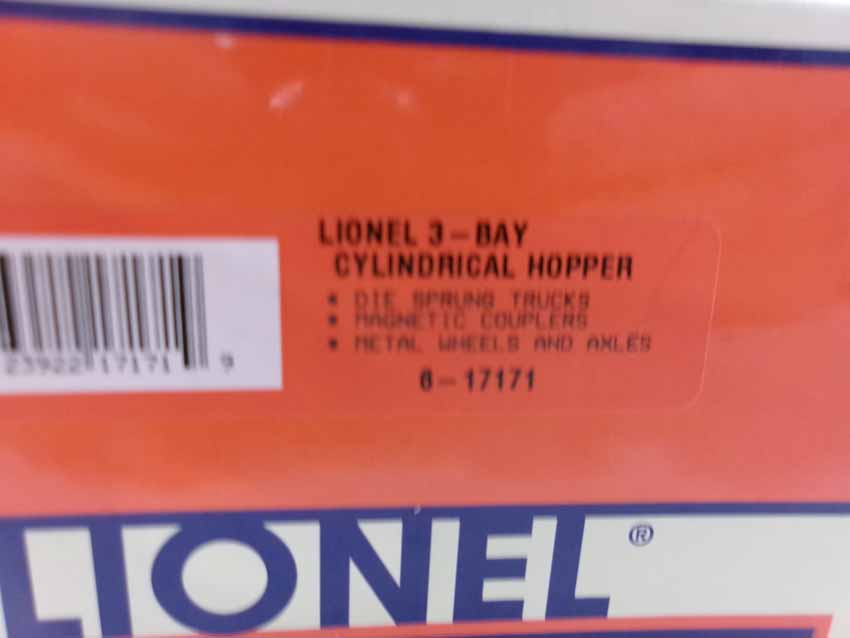 LIONEL 3-BAY
CYLINDRICAL HOPPER
* DIE SPRUNG TRUCKS
* MAGNETIC COUPLERS
* METAL WHEELS AND AXLES
6-17171
23922 17171 9
LIONEL ®